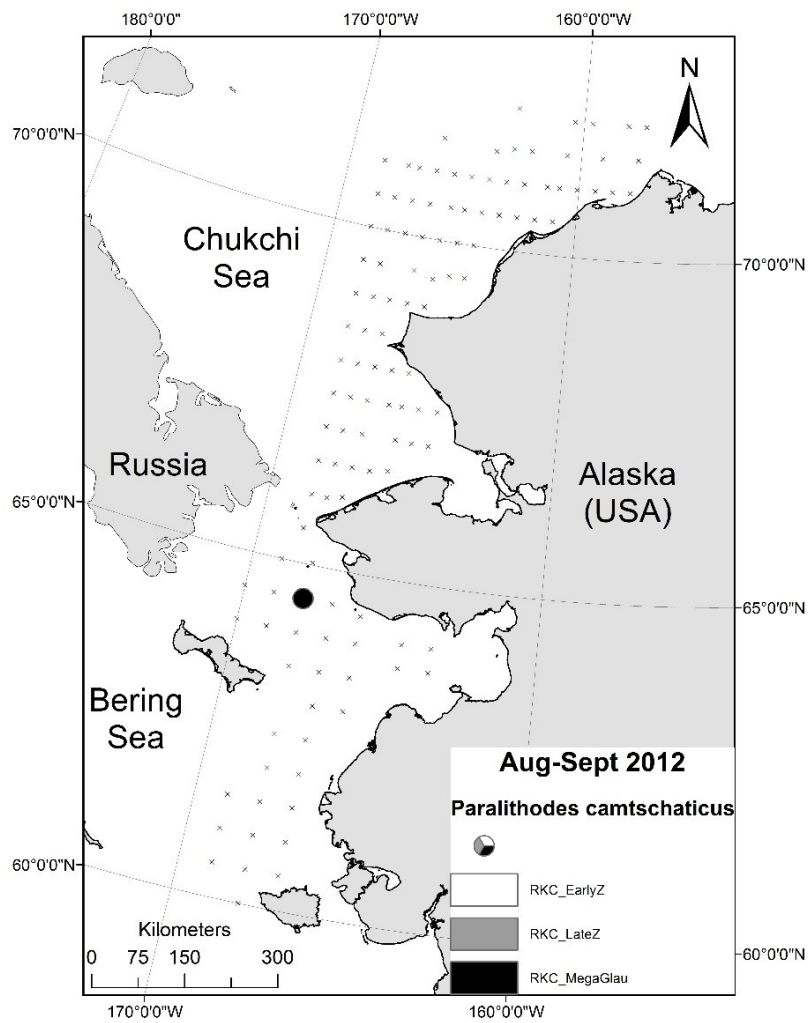 180°0'0" 170°0'0"W 160°0'0"W
N
70°0'0"N
Chukchi
Sea
70°0'0"N
Russia
Alaska
(USA)
65°0'0"N
65°0'0"N
Bering
Sea
Aug-Sept 2012
Paralithodes camtschaticus
60°0'0"N
RKC_EarlyZ
Kilometers
RKC_LateZ
0 75 150 300
60°0'0"N
RKC_MegaGlau
170°0'0"W 160°0'0"W